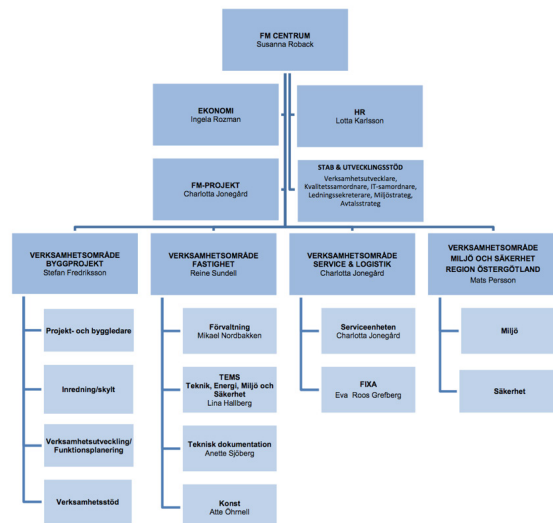 FM CENTRUM
Susanna Roback
EKONOMI
Ingela Rozman
HR
Lotta Karlsson
FM-PROJEKT
Charlotta Jonegård
STAB & UTVECKLINGSSTÖD
Verksamhetsutvecklare,
Kvalitetssamordnare, IT-samordnare,
Ledningssekreterare, Miljöstrateg,
Avtalsstrateg
VERKSAMHETSOMRÅDE
BYGGPROJEKT
Stefan Fredriksson
VERKSAMHETSOMRÅDE
FASTIGHET
Reine Sundell
VERKSAMHETSOMRÅDE
SERVICE & LOGISTIK
Charlotta Jonegård
VERKSAMHETSOMRÅDE
MILJÖ OCH SÄKERHET
REGION ÖSTERGÖTLAND
Mats Persson
Projekt- och byggledare
Inredning/skylt
Verksamhetsutveckling/
Funktionsplanering
Verksamhetsstöd
Förvaltning
Mikael Nordbakken
TEMS
Teknik, Energi, Miljö och
Säkerhet
Lina Hallberg
Teknisk dokumentation
Anette Sjöberg
Konst
Atte Öhrnell
Serviceenheten
Charlotta Jonegård
FIXA
Eva Roos Grefberg
Miljö
Säkerhet